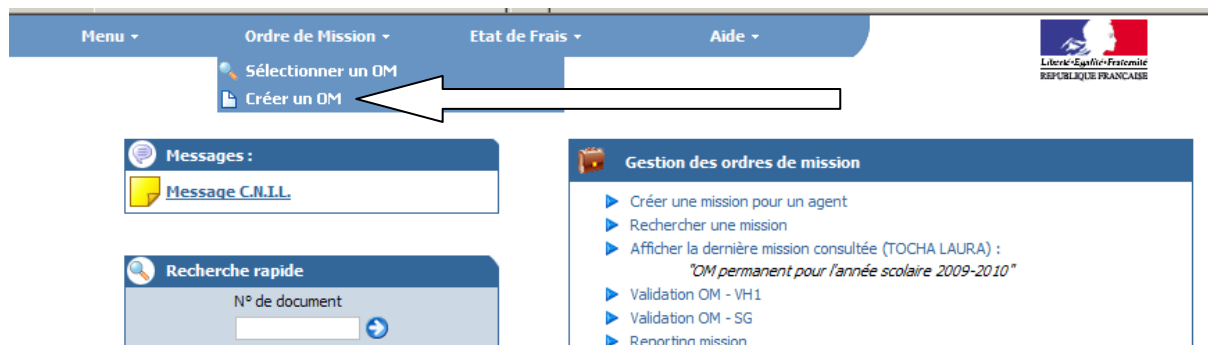 Menu Ordre de Mission Etat de Frais Aide
Sélectionner un OM
Créer un OM
Liberté • Égalité • Fraternité
RÉPUBLIQUE FRANÇAISE
Messages :
Message C.N.I.L.
Recherche rapide
N° de document
Gestion des ordres de mission
Créer une mission pour un agent
Rechercher une mission
Afficher la dernière mission consultée (TOCHA LAURA) :
"OM permanent pour l'année scolaire 2009-2010"
Validation OM - VH1
Validation OM - SG
Reporting mission